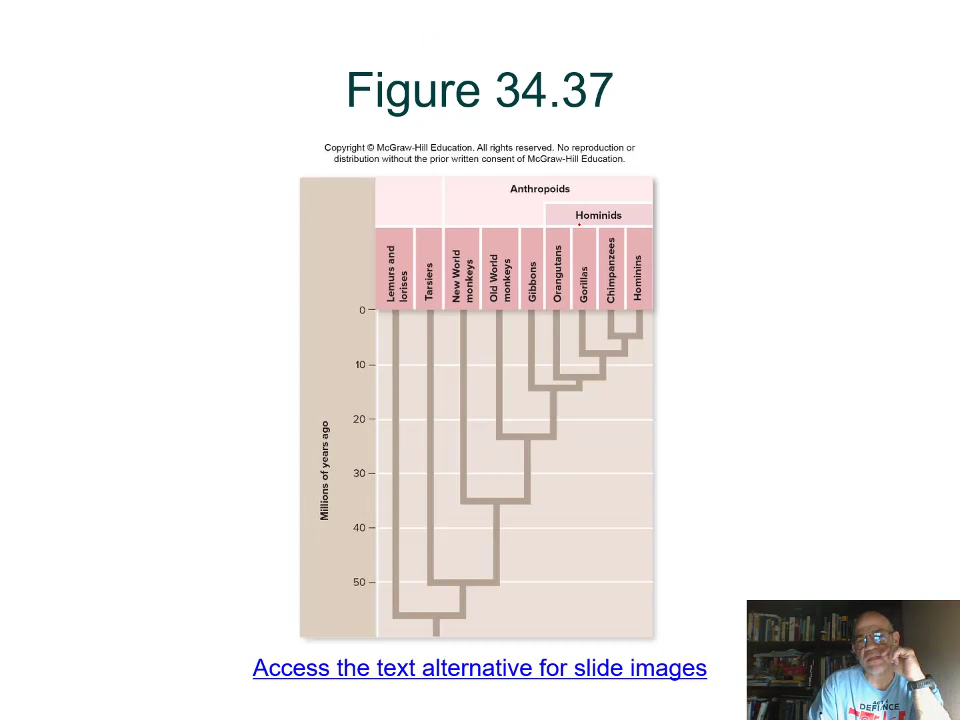 Figure 34.37
Copyright © McGraw-Hill Education. All rights reserved. No reproduction or
distribution without the prior written consent of McGraw-Hill Education.
Anthropoids
Hominids
Lemurs and
lorises
Tarsiers
New World
monkeys
Old World
monkeys
Gibbons
Orangutans
Gorillas
Chimpanzees
Hominins
0
10
20
30
40
50
Millions of years ago
Access the text alternative for slide images
DEFIANCE